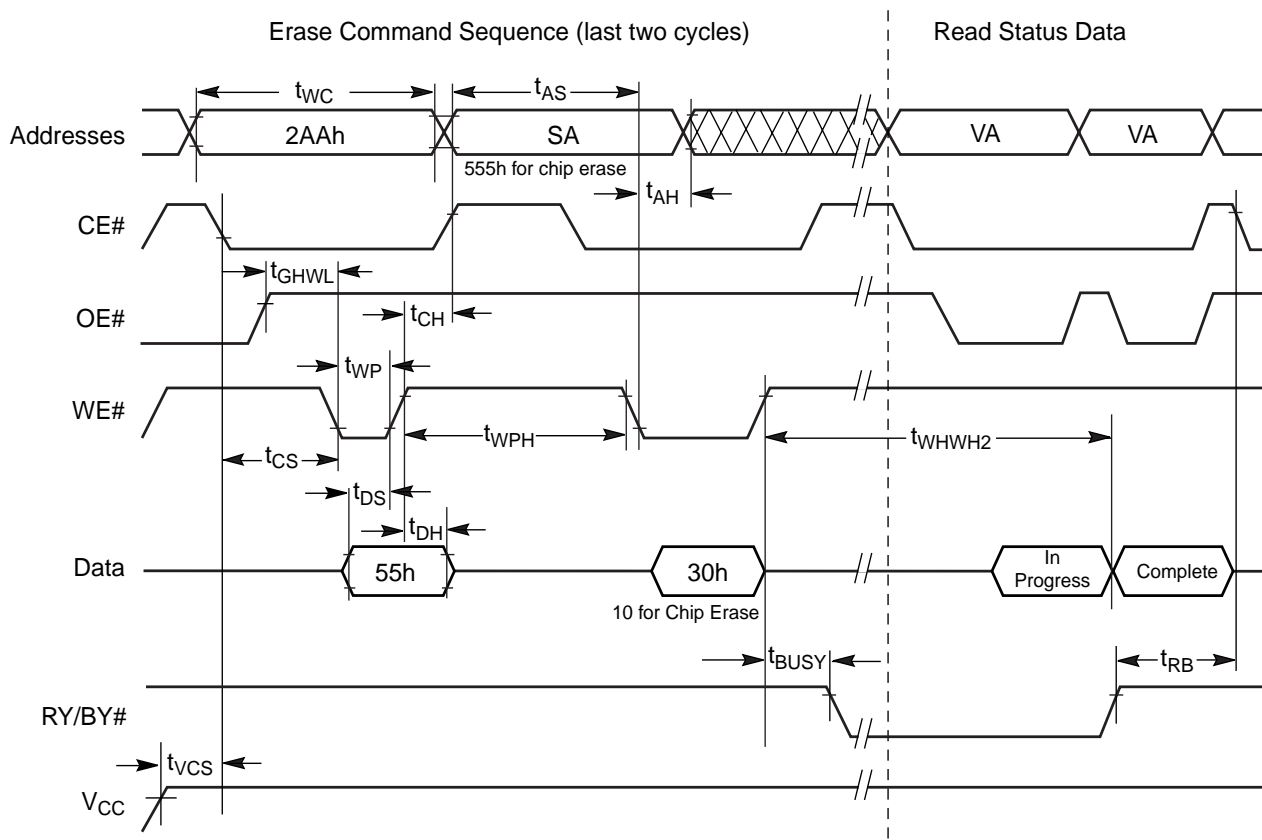 Erase Command Sequence (last two cycles)
Read Status Data
tWC
tAS
Addresses
2AAh
SA
VA
VA
555h for chip erase
tAH
CE#
tGHWL
OE#
tCH
tWP
WE#
tWPH
tWHWH2
tCS
tDS
tDH
Data
55h
30h
In
Progress
Complete
10 for Chip Erase
tBUSY
tRB
RY/BY#
tVCS
VCC